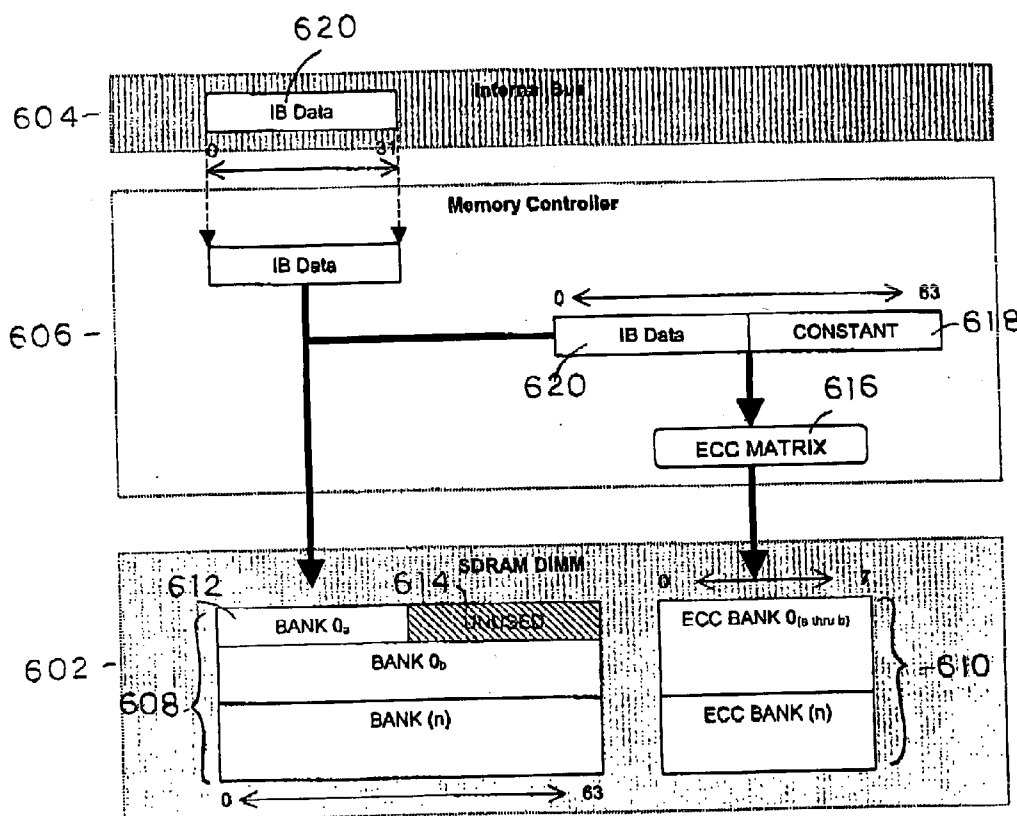 620
Internal Bus
604
IB Data
0 31
Memory Controller
IB Data
0 63
606
IB Data CONSTANT
618
620
616
ECC MATRIX
SDRAM DIMM
612
614
0 7
BANK 0a
UNUSED
ECC BANK 0(a thru b)
602
BANK 0b
608
610
BANK (n)
ECC BANK (n)
0 63